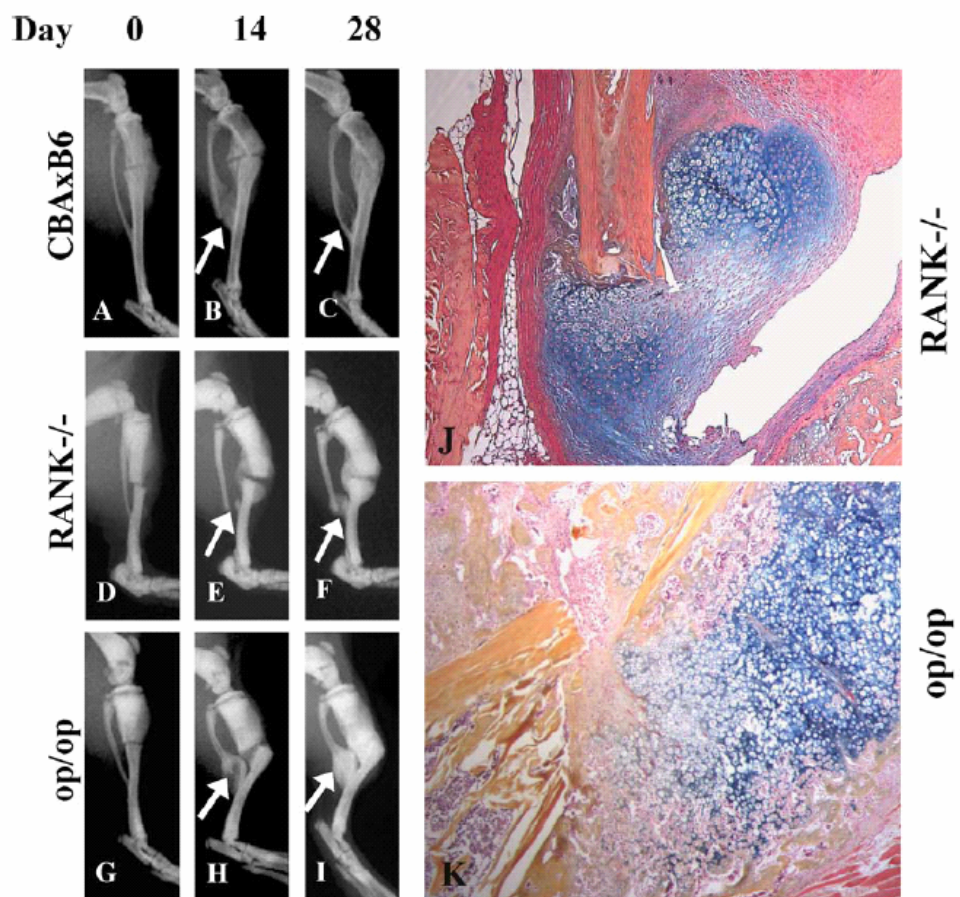 Day 0 14 28
CBAxB6
A B C
RANK-/-
D E F
op/op
G H I
J
RANK-/-
K
op/op